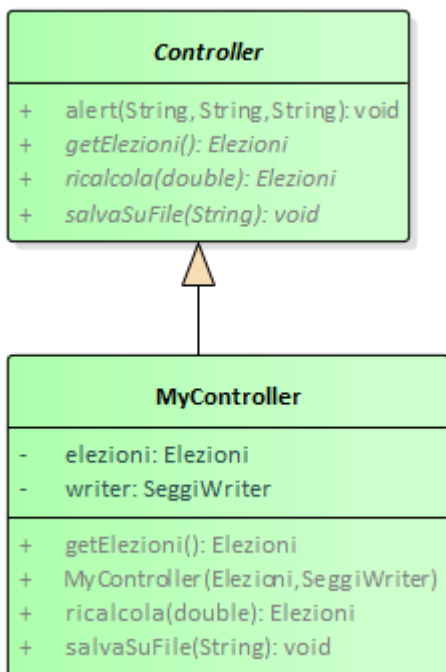 Controller
+ alert(String, String, String): void
+ getElezioni(): Elezioni
+ ricalcola(double): Elezioni
+ salvaSuFile(String): void
MyController
- elezioni: Elezioni
- writer: SeggiWriter
+ getElezioni(): Elezioni
+ MyController(Elezioni, SeggiWriter)
+ ricalcola(double): Elezioni
+ salvaSuFile(String): void